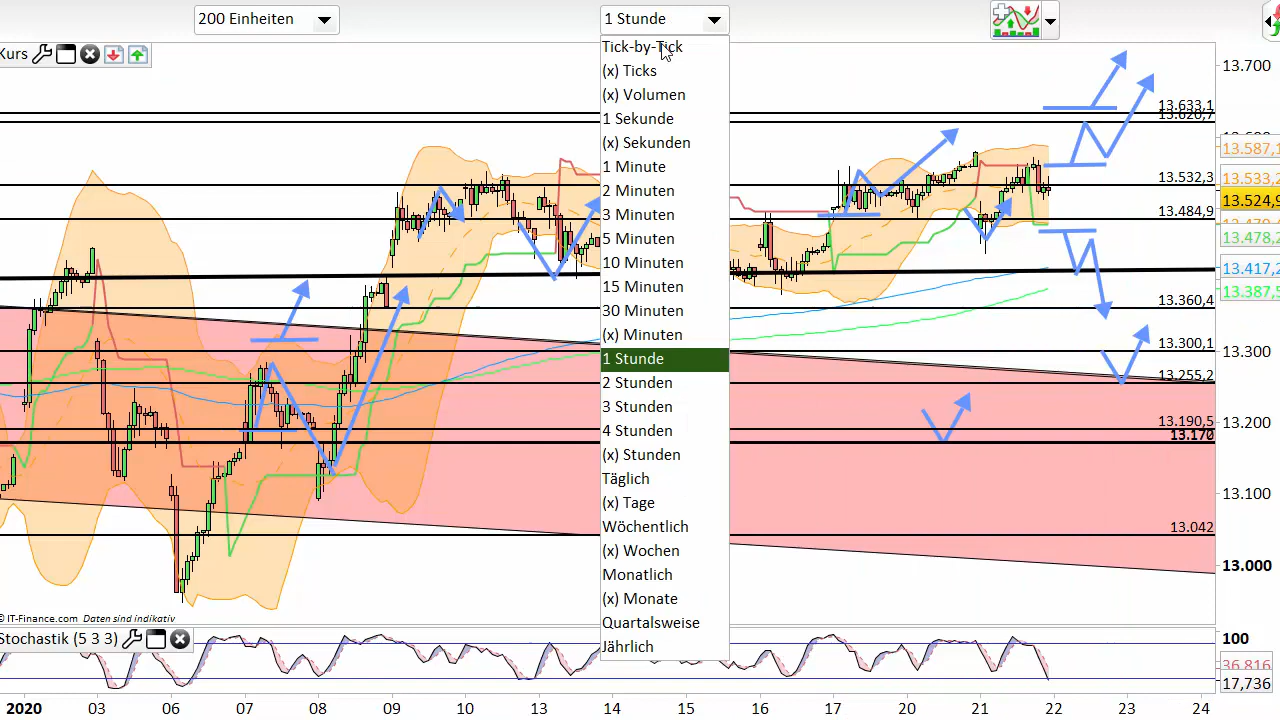 200 Einheiten
1 Stunde
Kurs
Tick-by-Tick
(x) Ticks
(x) Volumen
1 Sekunde
(x) Sekunden
1 Minute
2 Minuten
3 Minuten
5 Minuten
10 Minuten
15 Minuten
30 Minuten
(x) Minuten
1 Stunde
2 Stunden
3 Stunden
4 Stunden
(x) Stunden
Täglich
(x) Tage
Wöchentlich
(x) Wochen
Monatlich
(x) Monate
Quartalsweise
Jährlich
13.633,1
13.532,3
13.484,9
13.360,4
13.300,1
13.255,2
13.190,5
13.170
13.042
13.700
13.587,1
13.533,2
13.524,9
13.478,2
13.417,2
13.387,5
13.300
13.200
13.100
13.000
© IT-Finance.com Daten sind indikativ
Stochastik (5 3 3)
100
36.816
17,736
2020 03 06 07 08 09 10 12 13 14 15 16 17 20 21 22 23 24